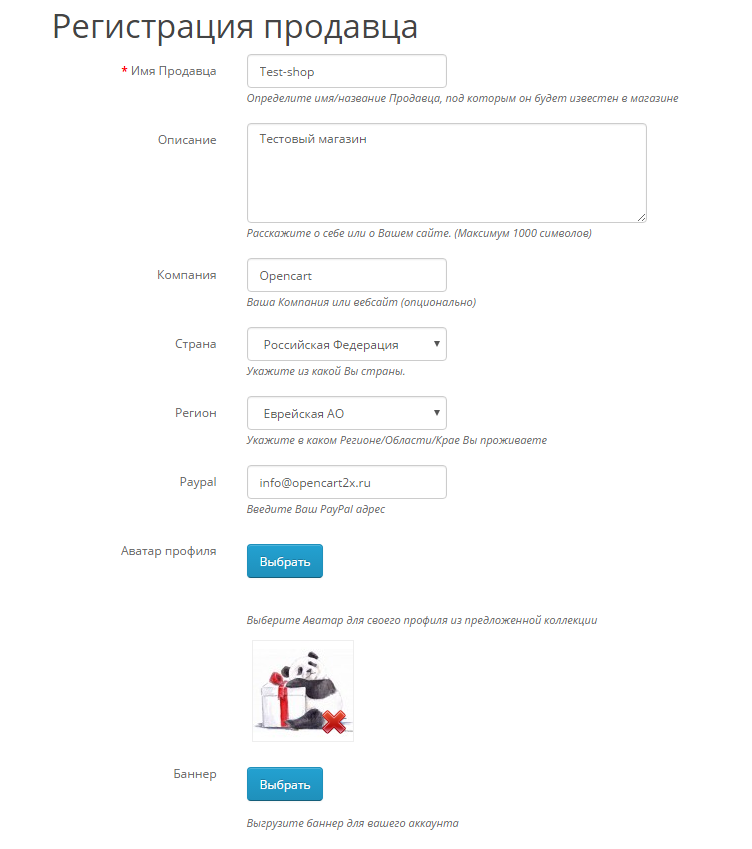 Регистрация продавца
* Имя Продавца
Test-shop
Определите имя/название Продавца, под которым он будет известен в магазине
Описание
Тестовый магазин
Расскажите о себе или о Вашем сайте. (Максимум 1000 символов)
Компания
Opencart
Ваша Компания или вебсайт (опционально)
Страна
Российская Федерация
Укажите из какой Вы страны.
Регион
Еврейская АО
Укажите в каком Регионе/Области/Крае Вы проживаете
Paypal
info@opencart2x.ru
Введите Ваш PayPal адрес
Аватар профиля
Выбрать
Выберите Аватар для своего профиля из предложенной коллекции
Баннер
Выбрать
Выгрузите баннер для вашего аккаунта